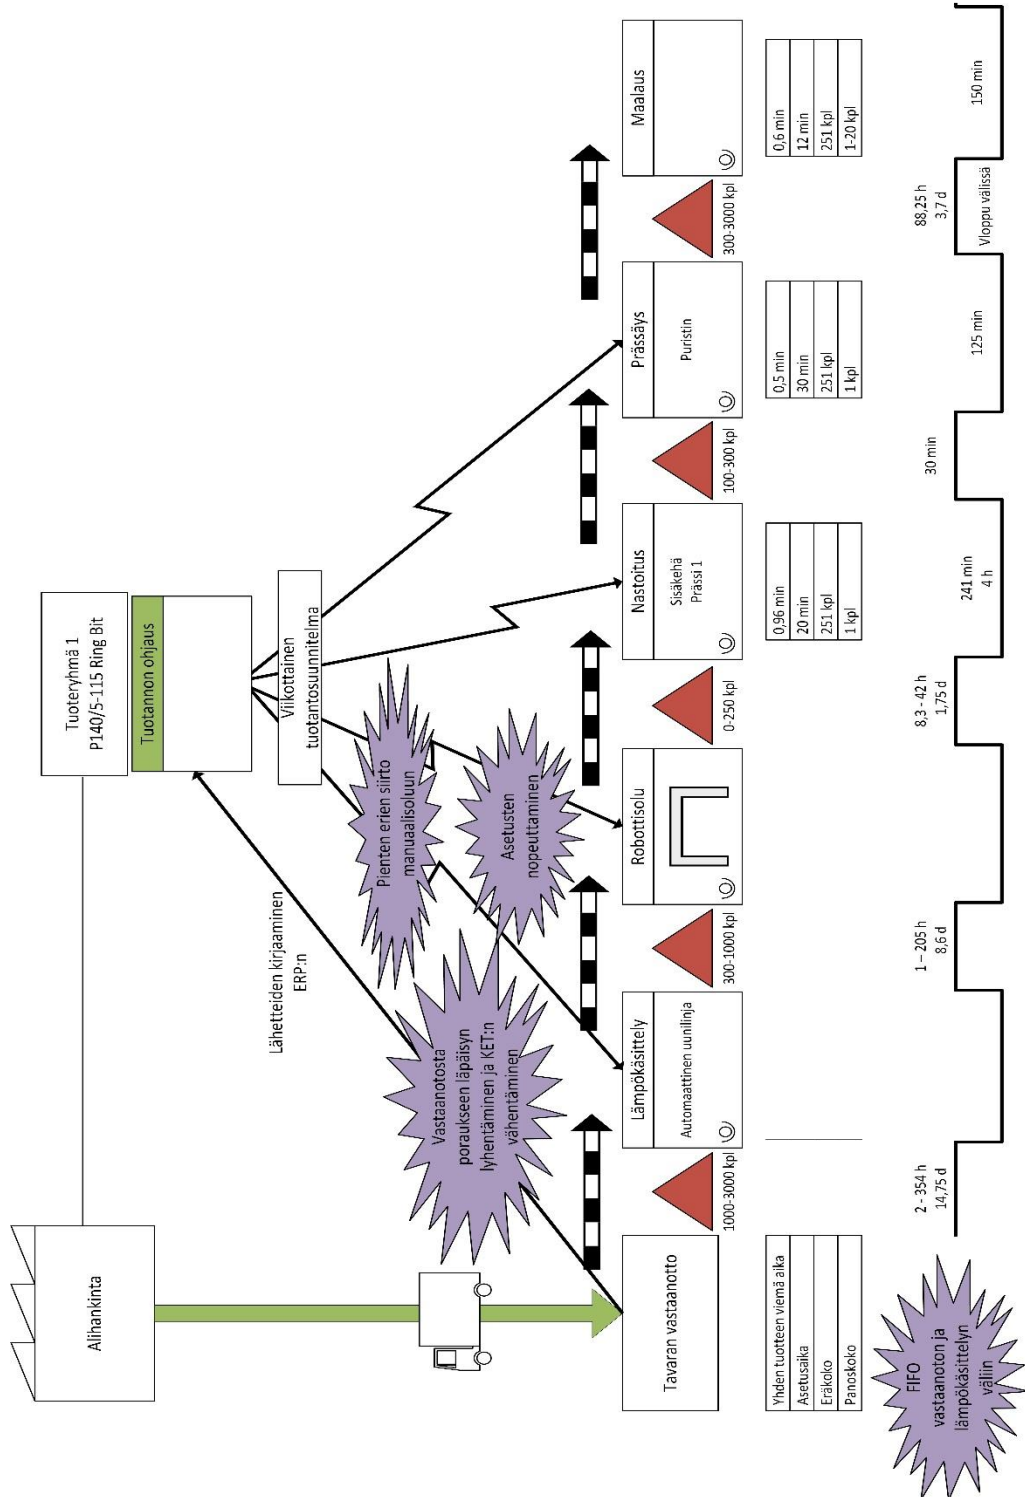 Alihankinta
Tuoteryhmä 1
P140/5-115 Ring Bit
Tuotannon ohjaus
Lähetteiden kirjaaminen
ERP:n
Viikottainen
tuotantosuunnitelma
Vastaanotosta
poraukseen läpäisyn
lyhentäminen ja KET:n
vähentäminen
Pienten erien siirto
manuaalisoluun
Asetusten
nopeuttaminen
Tavaran vastaanotto
1000-3000 kpl
Lämpökäsittely
Automaattinen uunilinja
300-1000 kpl
Robottisolu
0-250 kpl
Nastoitus
Sisäkehä
Prässi 1
100-300 kpl
Prässäys
Puristin
300-3000 kpl
Maalaus
Yhden tuotteen viemä aika
Asetusaika
Eräkoko
Panoskoko
0,96 min
20 min
251 kpl
1 kpl
0,5 min
30 min
251 kpl
1 kpl
0,6 min
12 min
251 kpl
1-20 kpl
FIFO
vastaanoton ja
lämpökäsittelyn
väliin
2 - 354 h
14,75 d
1 – 205 h
8,6 d
8,3 - 42 h
1,75 d
241 min
4 h
30 min
125 min
88,25 h
3,7 d
Vloppu välissä
150 min